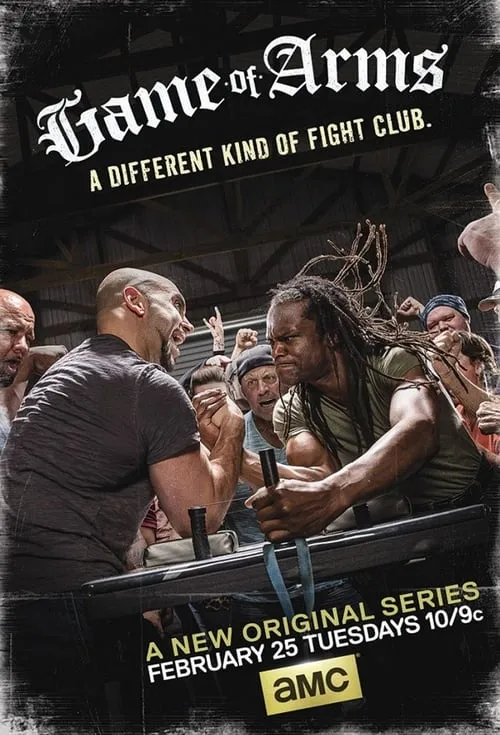 Game of Arms
A DIFFERENT KIND OF FIGHT CLUB.
A NEW ORIGINAL SERIES
FEBRUARY 25 TUESDAYS 10/9c
aMC